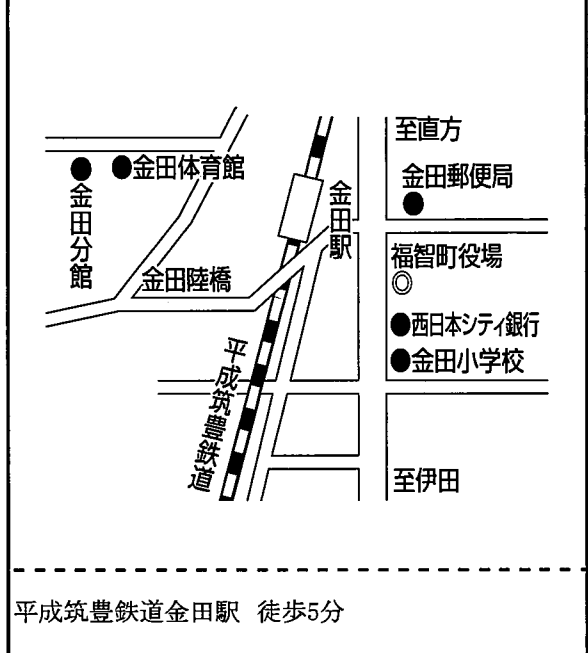 至直方
金田体育館
金田郵便局
金田分館
金田駅
福智町役場
金田陸橋
西日本シティ銀行
金田小学校
平成筑豊鉄道
至伊田
平成筑豊鉄道金田駅 徒歩5分